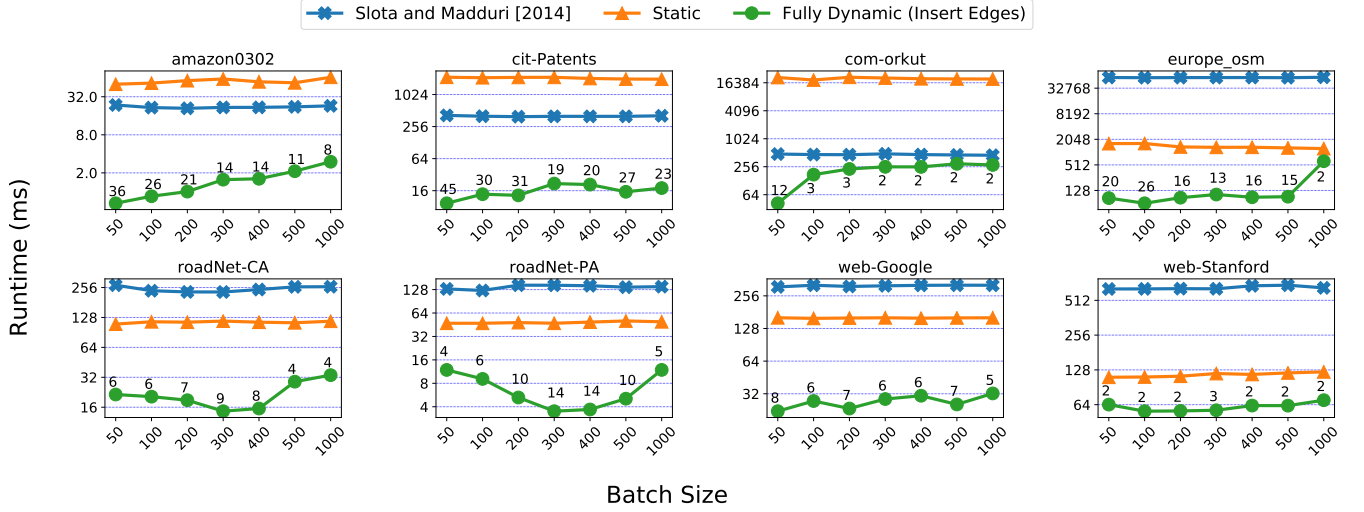 Slota and Madduri [2014] Static Fully Dynamic (Insert Edges)
amazon0302 cit-Patents com-orkut europe_osm
32.0 8.0 2.0
36 26 21 14 14 11 8
50 100 200 300 400 500 1000
1024 256 64 16
45 30 31 19 20 27 23
50 100 200 300 400 500 1000
16384 4096 1024 256 64
12 3 3 2 2 2 2
50 100 200 300 400 500 1000
32768 8192 2048 512 128
20 26 16 13 16 15 2
50 100 200 300 400 500 1000
Runtime (ms)
roadNet-CA roadNet-PA web-Google web-Stanford
256 128 64 32 16
6 6 7 9 8 4 4
50 100 200 300 400 500 1000
128 64 32 16 8 4
4 6 10 14 14 10 5
50 100 200 300 400 500 1000
256 128 64 32
8 6 7 6 6 7 5
50 100 200 300 400 500 1000
512 256 128 64
2 2 2 3 2 2 2
50 100 200 300 400 500 1000
Batch Size